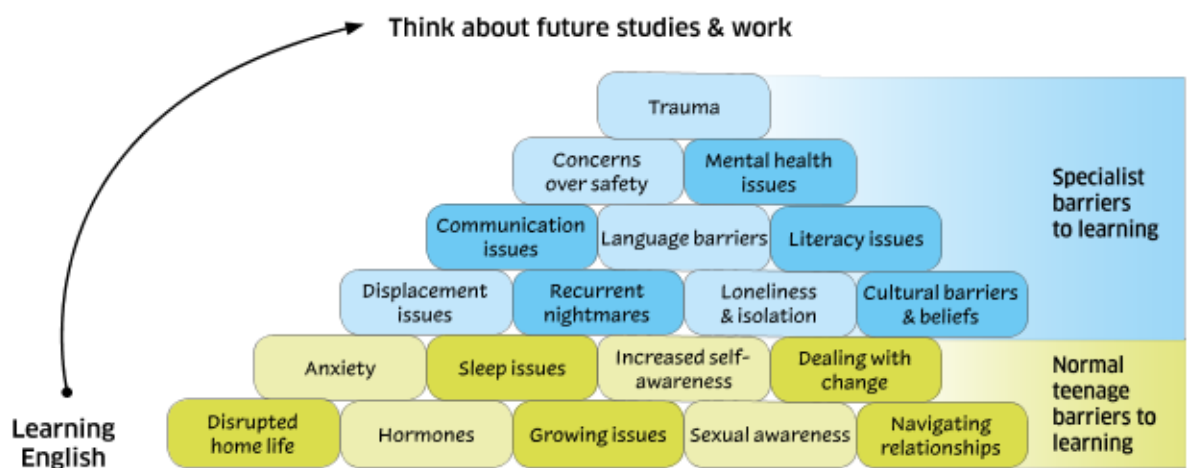 Think about future studies & work
Trauma
Concerns
over safety
Mental health
issues
Communication
issues
Language barriers
Literacy issues
Displacement
issues
Recurrent
nightmares
Loneliness
& isolation
Cultural barriers
& beliefs
Specialist
barriers
to learning
Anxiety
Sleep issues
Increased self-
awareness
Dealing with
change
Disrupted
home life
Hormones
Growing issues
Sexual awareness
Navigating
relationships
Normal
teenage
barriers to
learning
Learning
English